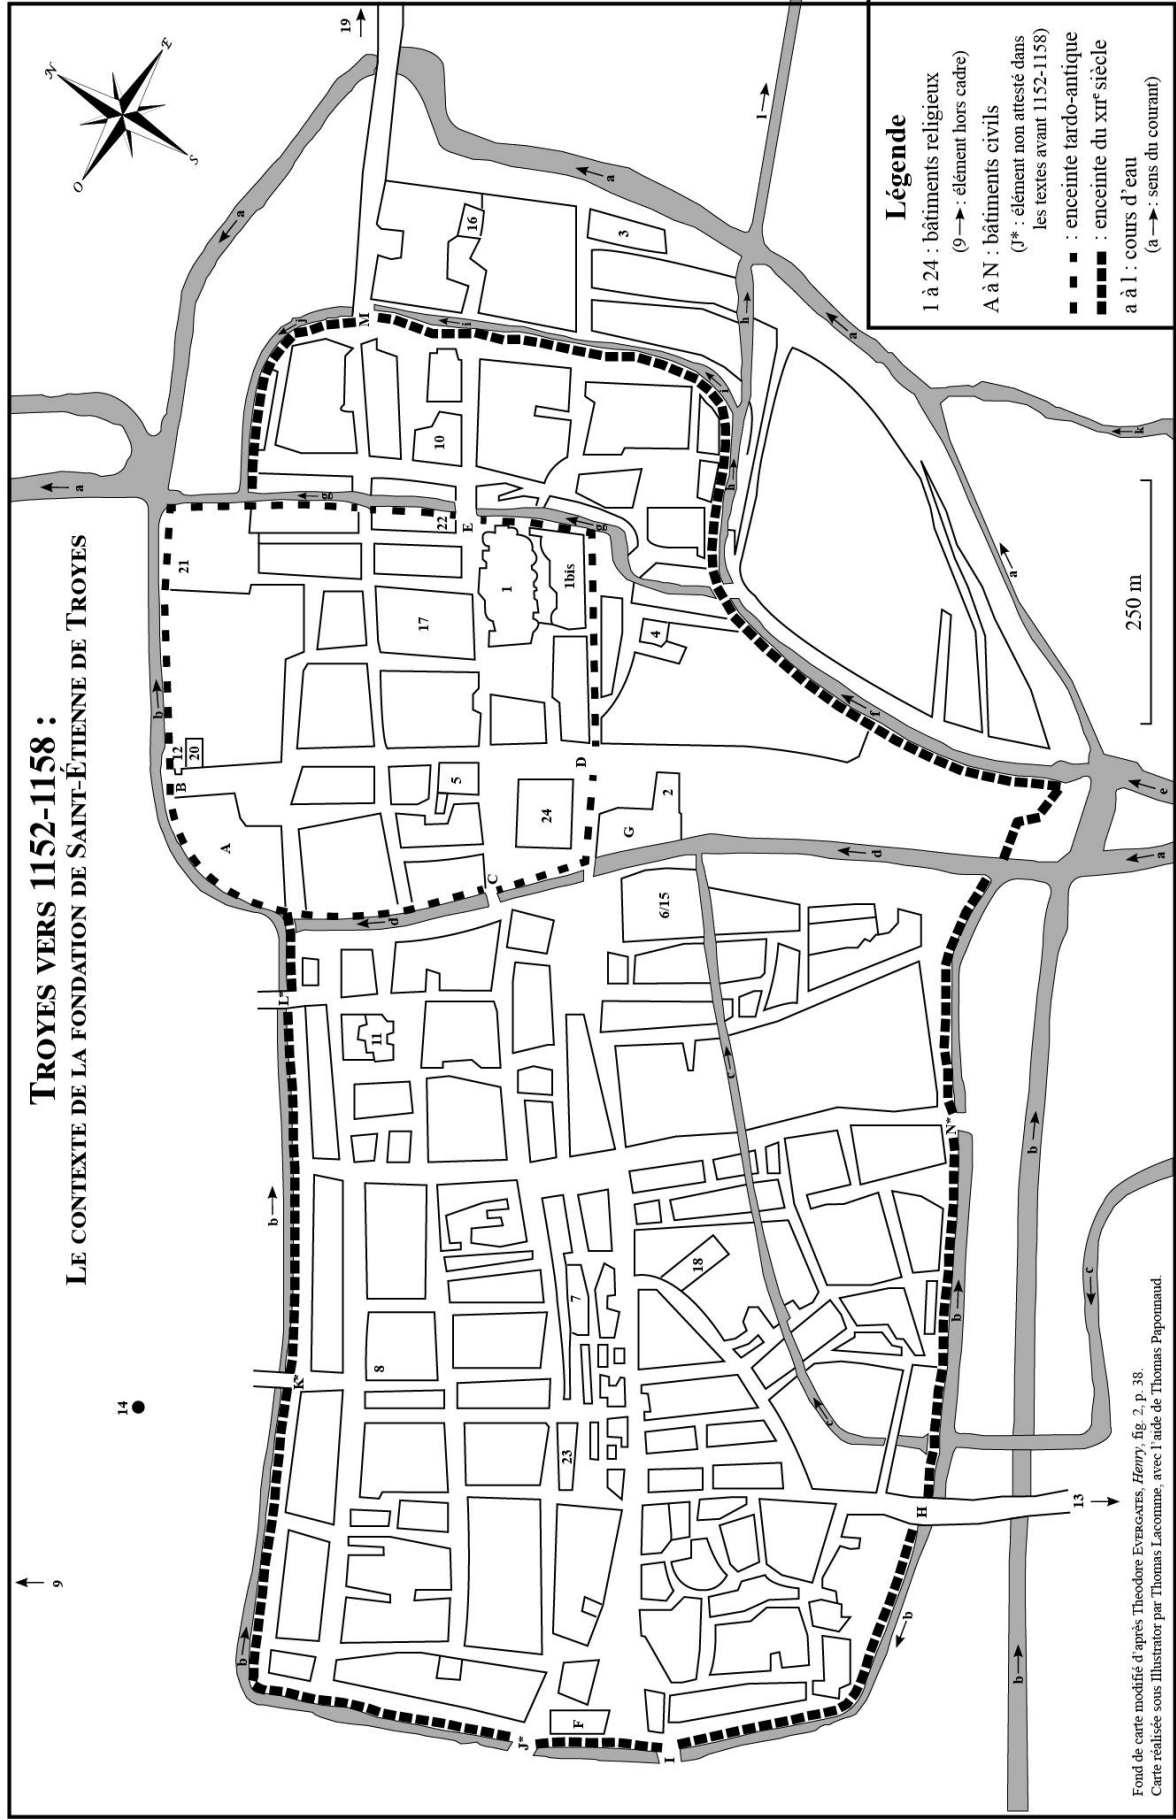 TROYES VERS 1152-1158 :
LE CONTEXTE DE LA FONDATION DE SAINT-ÉTIENNE DE TROYES
N
E
S
O
19
9
14
13
a
a
a
a
a
a
a
b
b
b
b
b
b
b
b
c
c
c
c
d
d
e
f
g
g
h
h
i
i
j
k
l
A
B
C
D
E
F
G
H
I
J*
K*
L*
M
N*
1
1bis
2
3
4
5
6/15
7
8
10
11
12
20
16
17
18
21
22
23
24
250 m
Légende
1 à 24 : bâtiments religieux
(9 : élément hors cadre)
A à N : bâtiments civils
(J* : élément non attesté dans
les textes avant 1152-1158)
: enceinte tardo-antique
: enceinte du XIIIe siècle
a à l : cours d'eau
(a : sens du courant)
Fond de carte modifié d'après Theodore EVERGATES, Henry, fig. 2, p. 38.
Carte réalisée sous Illustrator par Thomas Lacomme, avec l'aide de Thomas Paponnaud.